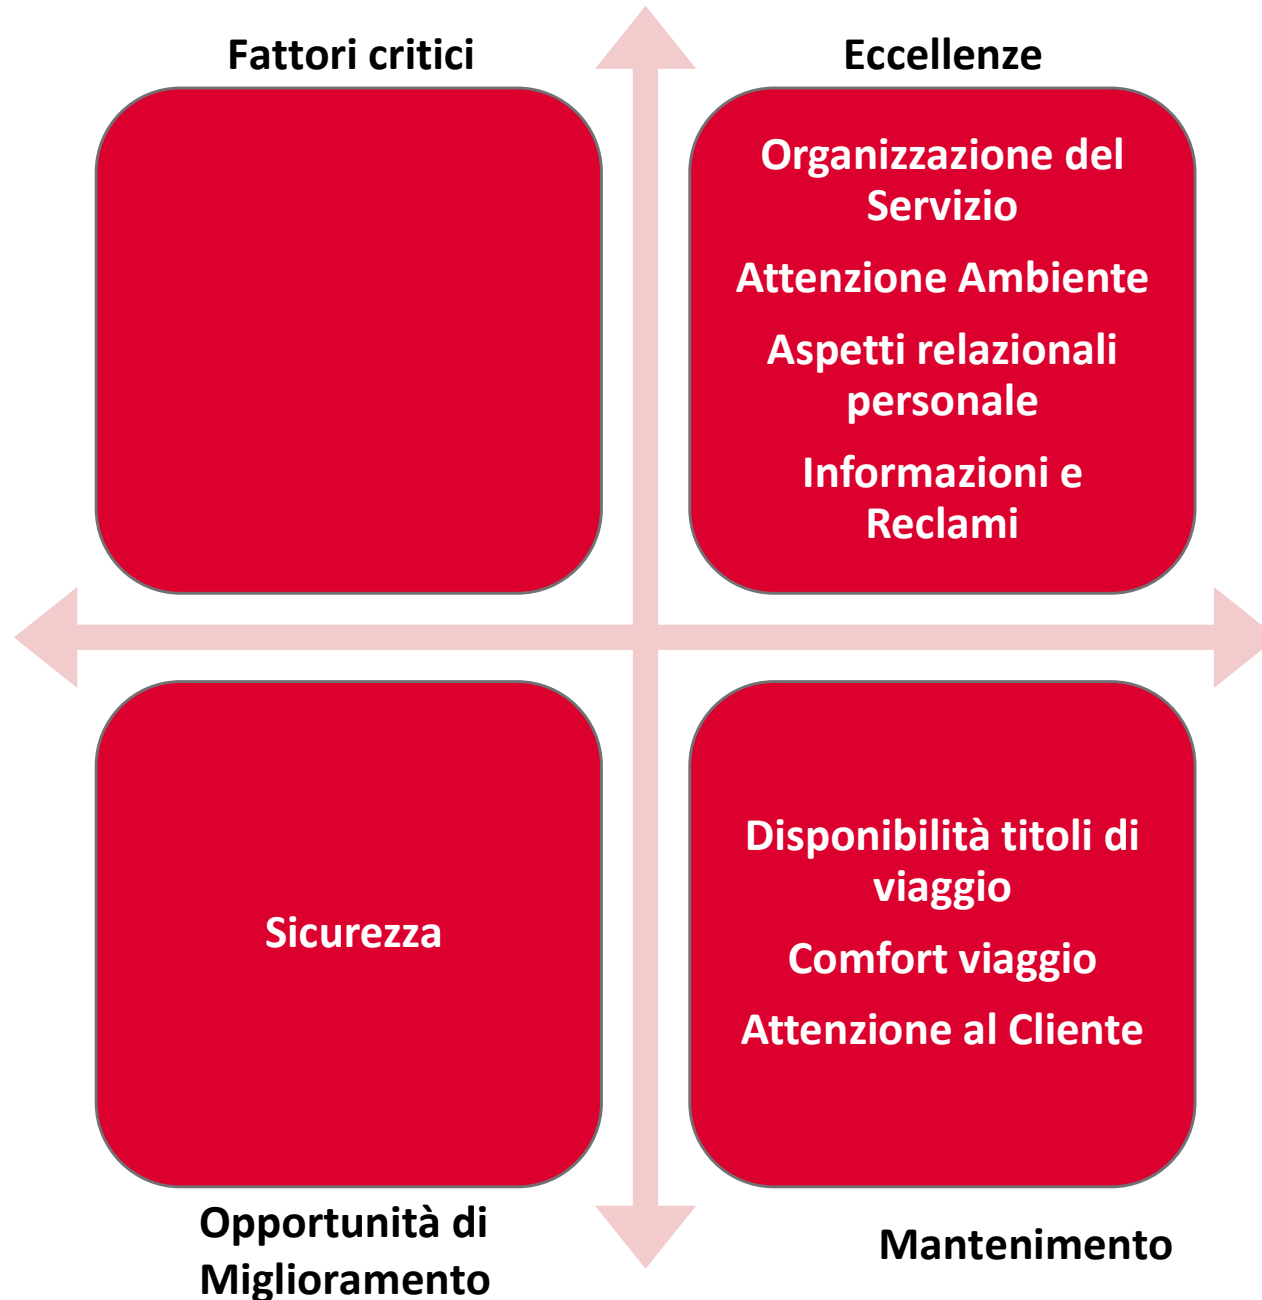 Fattori critici
Eccellenze
Organizzazione del
Servizio
Attenzione Ambiente
Aspetti relazionali
personale
Informazioni e
Reclami
Sicurezza
Disponibilità titoli di
viaggio
Comfort viaggio
Attenzione al Cliente
Opportunità di
Miglioramento
Mantenimento